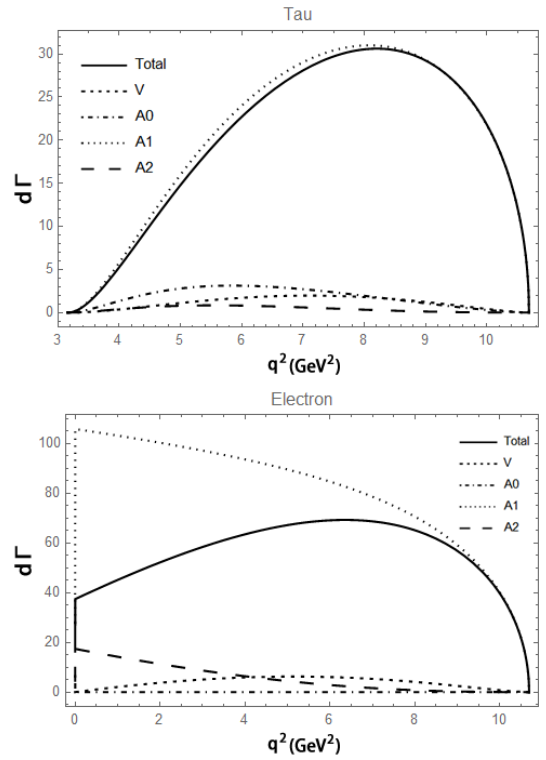 Tau
Total
V
A0
A1
A2
30
25
20
15
10
5
0
3 4 5 6 7 8 9 10
dΓ
q² (GeV²)
Electron
Total
V
A0
A1
A2
100
80
60
40
20
0
0 2 4 6 8 10
dΓ
q² (GeV²)